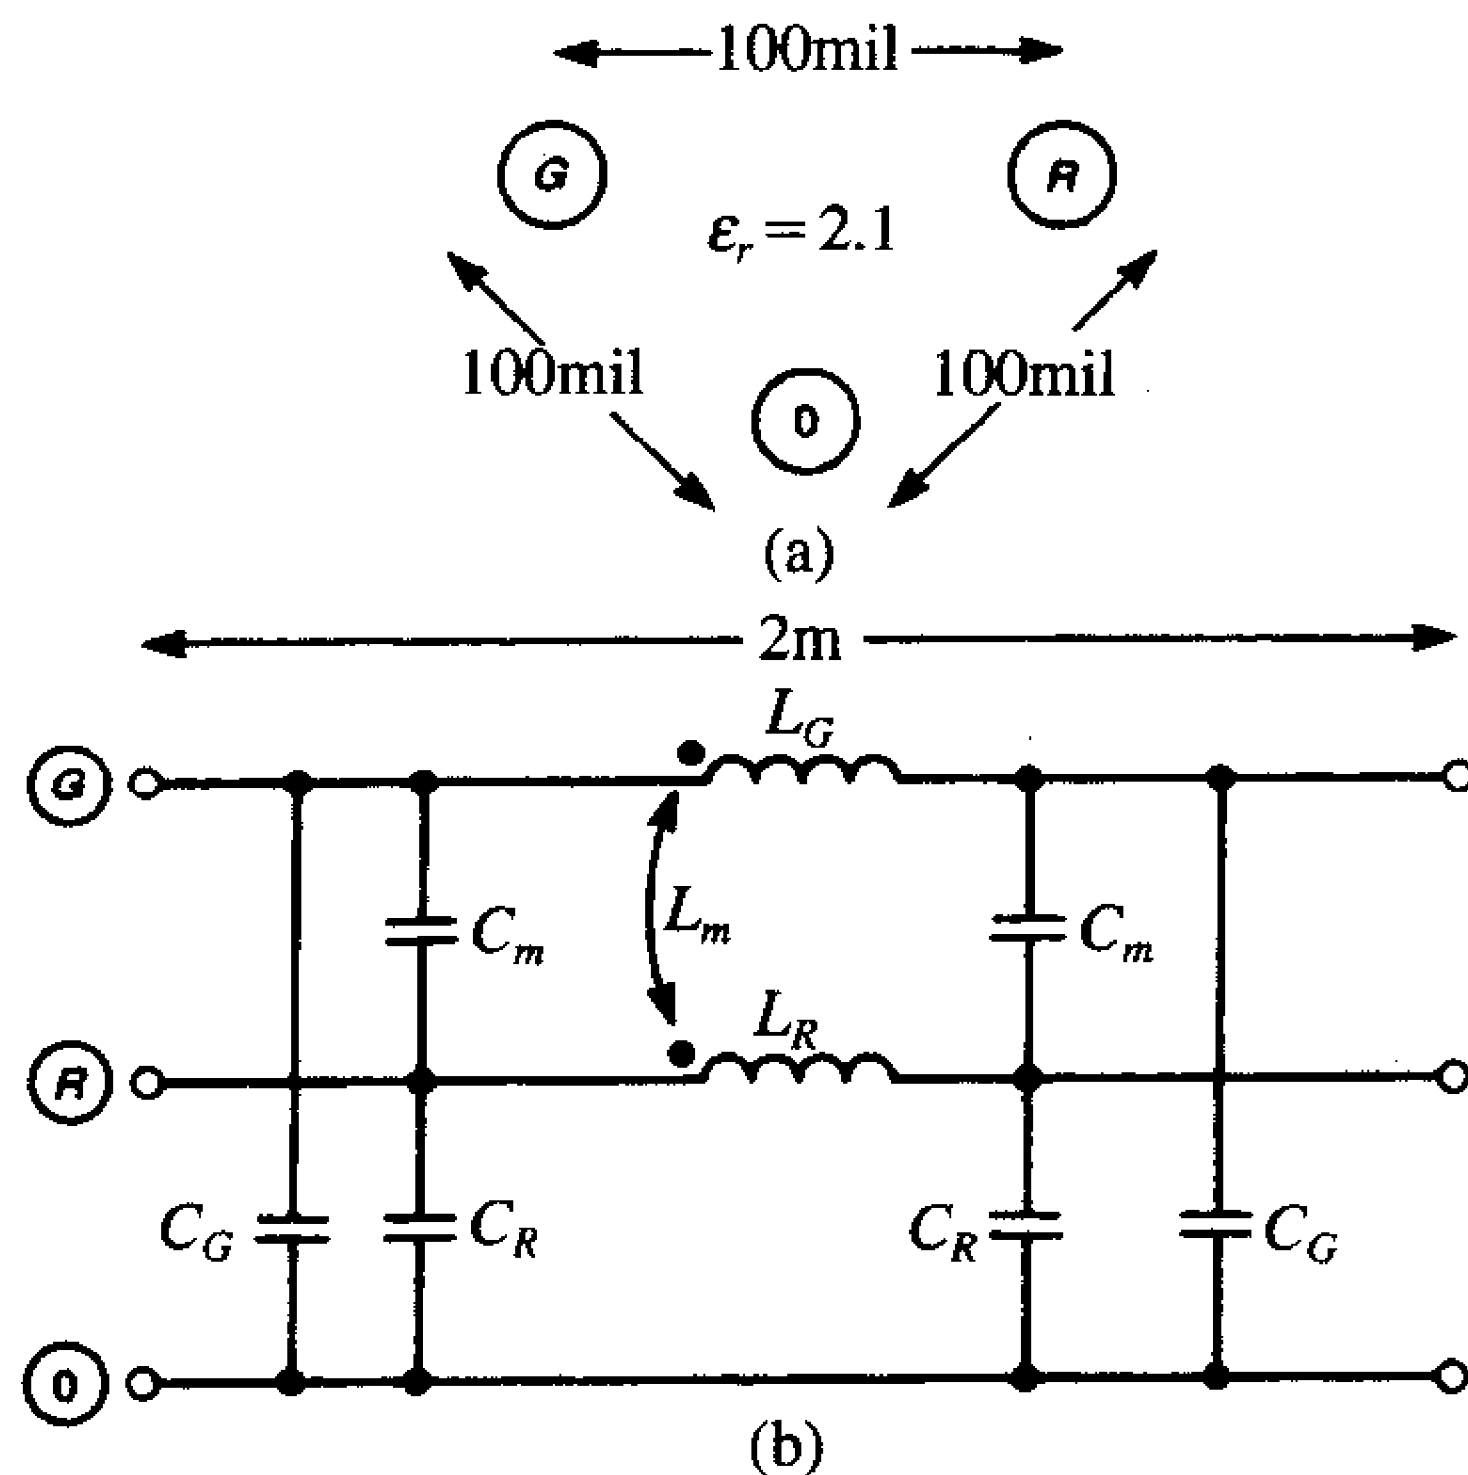 100mil
G R
εr = 2.1
100mil 100mil
0
(a)
2m
LG
G
Cm Lm Cm
LR
R
CG CR CR CG
0
(b)